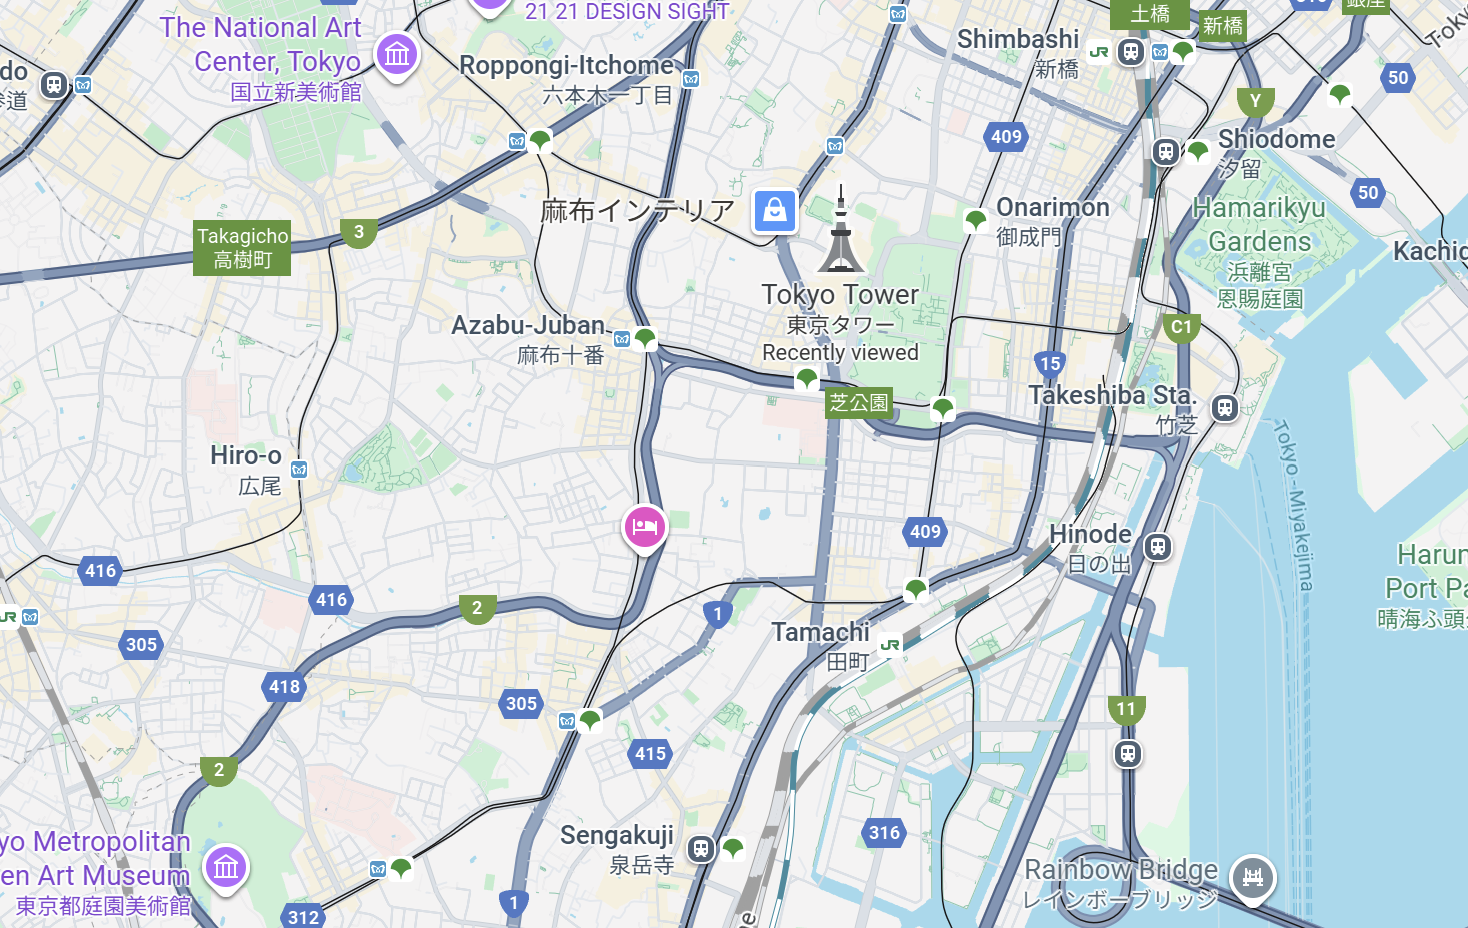 21 21 DESIGN SIGHT
The National Art
Center, Tokyo
国立新美術館
Roppongi-Itchome
六本木一丁目
Shimbashi
新橋
JR
土橋
新橋
銀座
50
Y
409
Shiodome
汐留
50
do
参道
Takagicho
高樹町
3
麻布インテリア
Onarimon
御成門
Hamarikyu
Gardens
浜離宮
恩賜庭園
Kachid
Tokyo Tower
東京タワー
Recently viewed
Azabu-Juban
麻布十番
C1
15
芝公園
Takeshiba Sta.
竹芝
Hiro-o
広尾
Tokyo - Miyakejima
409
Hinode
日の出
Harum
Port Pa
晴海ふ頭
416
416
2
1
JR
305
Tamachi
田町
JR
418
305
415
11
2
316
Sengakuji
泉岳寺
yo Metropolitan
en Art Museum
東京都庭園美術館
Rainbow Bridge
レインボーブリッジ
312
1